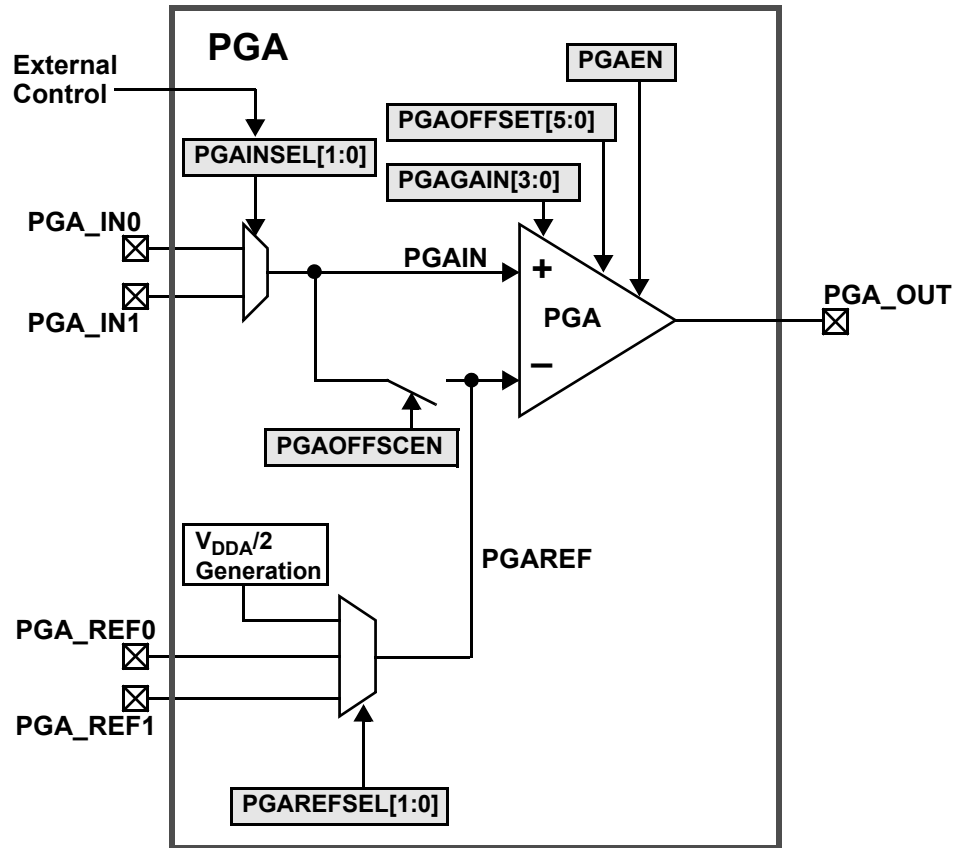 PGA
External
Control
PGAEN
PGAOFFSET[5:0]
PGAINSEL[1:0]
PGAGAIN[3:0]
PGA_IN0
PGAIN
+
PGA_OUT
PGA_IN1
PGA
−
PGAOFFSCEN
VDDA/2
Generation
PGAREF
PGA_REF0
PGA_REF1
PGAREFSEL[1:0]